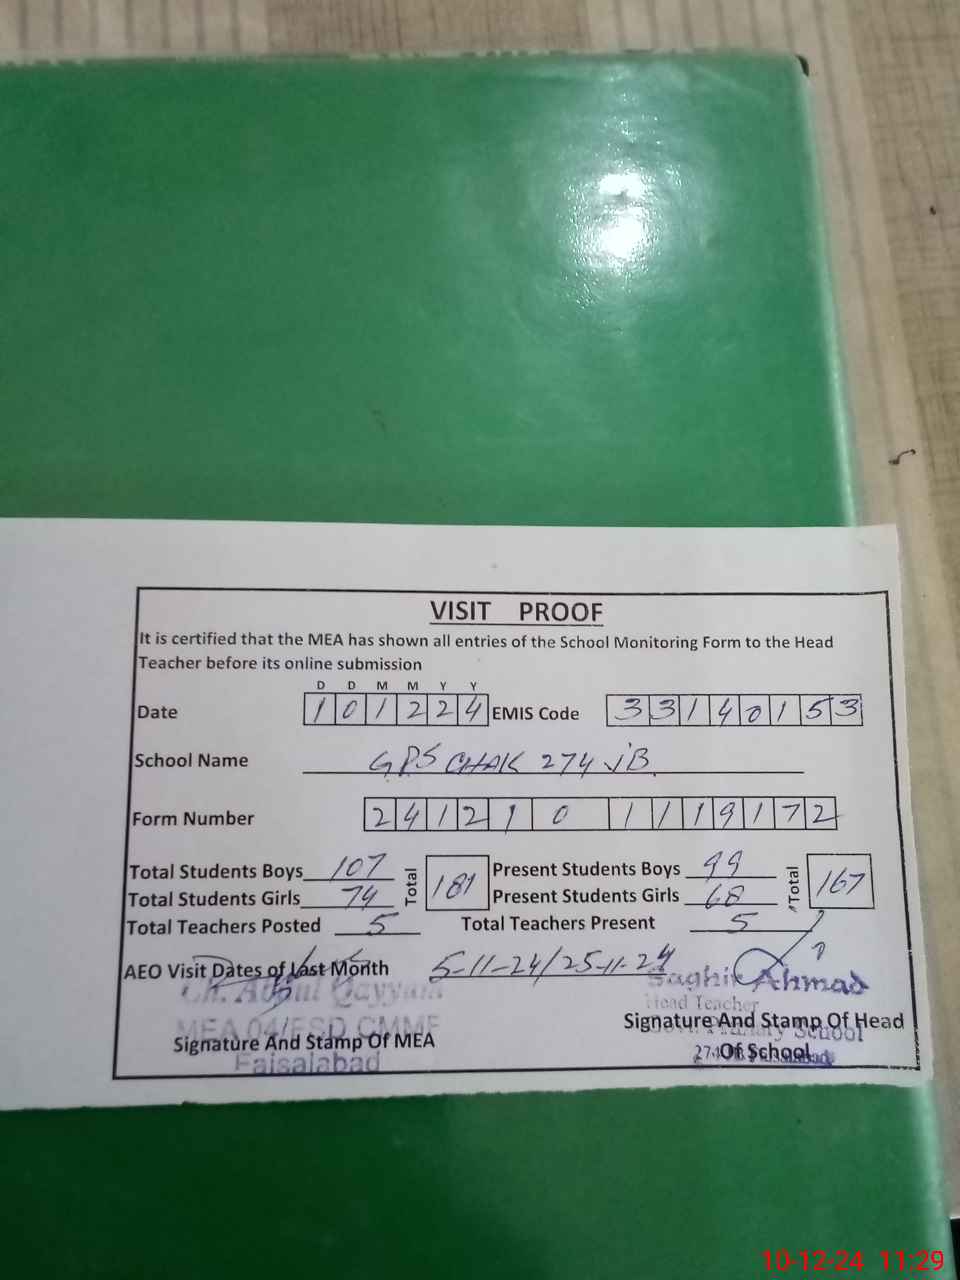 VISIT PROOF
It is certified that the MEA has shown all entries of the School Monitoring Form to the Head
Teacher before its online submission
D D M M Y Y
Date 1 0 1 2 2 4 EMIS Code 3 3 1 4 0 1 5 3
School Name GPS CHAK 274 JB
Form Number 2 4 1 2 1 0 1 1 1 9 1 7 2
Total Students Boys 107 Total 181 Present Students Boys 99 Total 167
Total Students Girls 74 Present Students Girls 68
Total Teachers Posted 5 Total Teachers Present 5
AEO Visit Dates of Last Month 5-11-24/25-11-24
Ch. Abdul Qayyum
MEA 04/FSD CMMF
Faisalabad
Signature And Stamp Of MEA
Saghir Ahmad
Head Teacher
Primary School
Signature And Stamp Of Head
Of School
10-12-24 11:29